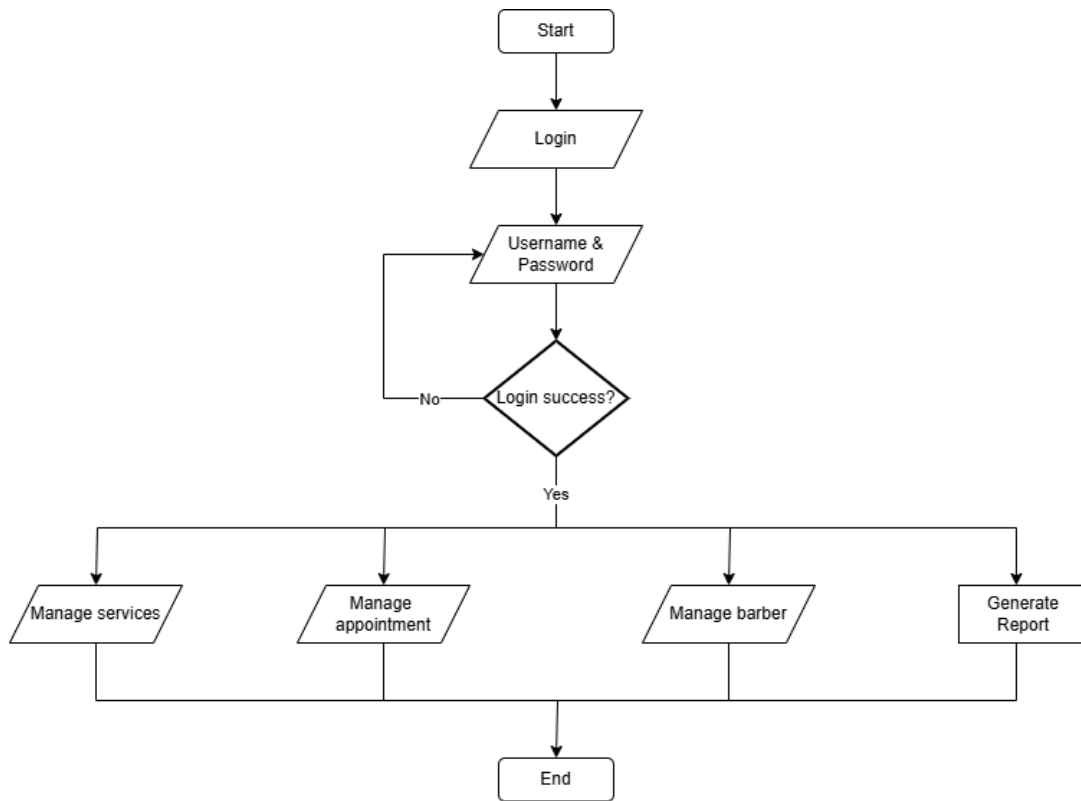 Start
Login
Username &
Password
Login success?
No
Yes
Manage services
Manage
appointment
Manage barber
Generate
Report
End